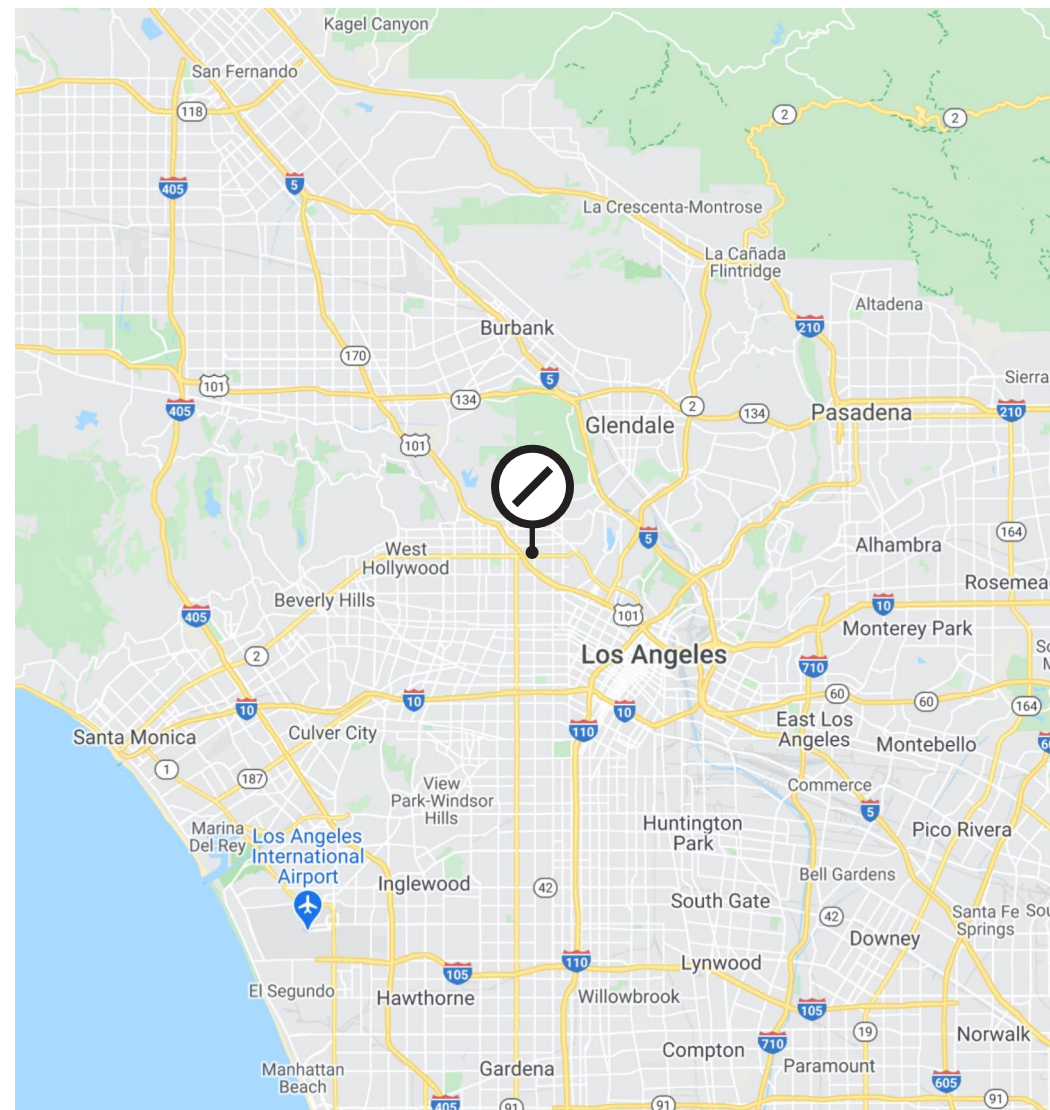 Kagel Canyon
San Fernando
118
2
2
405
5
La Crescenta-Montrose
La Cañada
Flintridge
Altadena
210
Burbank
170
5
Sierra
101
134
405
2
134
Pasadena
210
Glendale
101
164
5
Alhambra
West
Hollywood
Rosemea
Beverly Hills
10
405
101
Monterey Park
2
Los Angeles
710
60
60
164
10
10
10
110
East Los
Angeles
Santa Monica
Culver City
Montebello
1
187
View
Park-Windsor
Hills
Commerce
5
Marina
Del Rey
Los Angeles
International
Airport
Huntington
Park
Pico Rivera
Inglewood
42
Bell Gardens
South Gate
42
Santa Fe
Springs
Sou
Downey
110
Lynwood
105
El Segundo
Hawthorne
Willowbrook
105
19
710
Norwalk
Compton
Paramount
Manhattan
Beach
Gardena
605
405
91
91
91